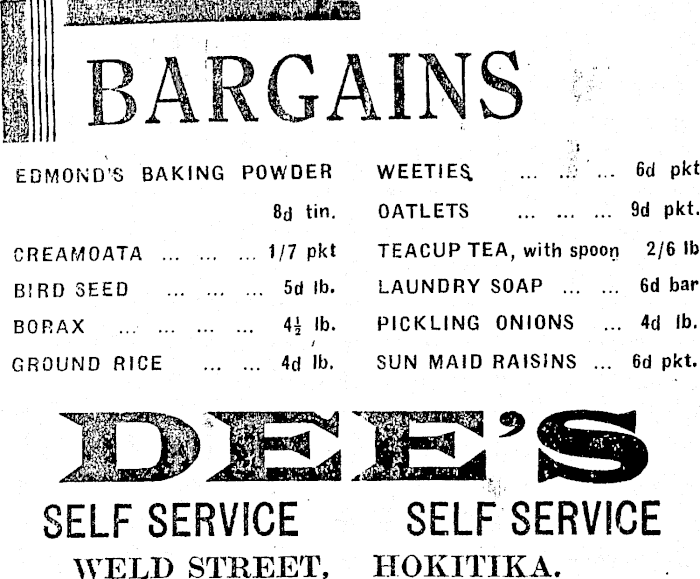 BARGAINS
EDMOND'S BAKING POWDER
8d tin.
CREAMOATA ... ... ... 1/7 pkt
BIRD SEED ... ... ... 5d lb.
BORAX ... ... ... ... 4½ lb.
GROUND RICE ... ... 4d lb.
WEETIES ... ... ... 6d pkt
OATLETS ... ... ... 9d pkt.
TEACUP TEA, with spoon 2/6 lb
LAUNDRY SOAP ... ... 6d bar
PICKLING ONIONS ... 4d lb.
SUN MAID RAISINS ... 6d pkt.
DEE'S
SELF SERVICE SELF SERVICE
WELD STREET, HOKITIKA.